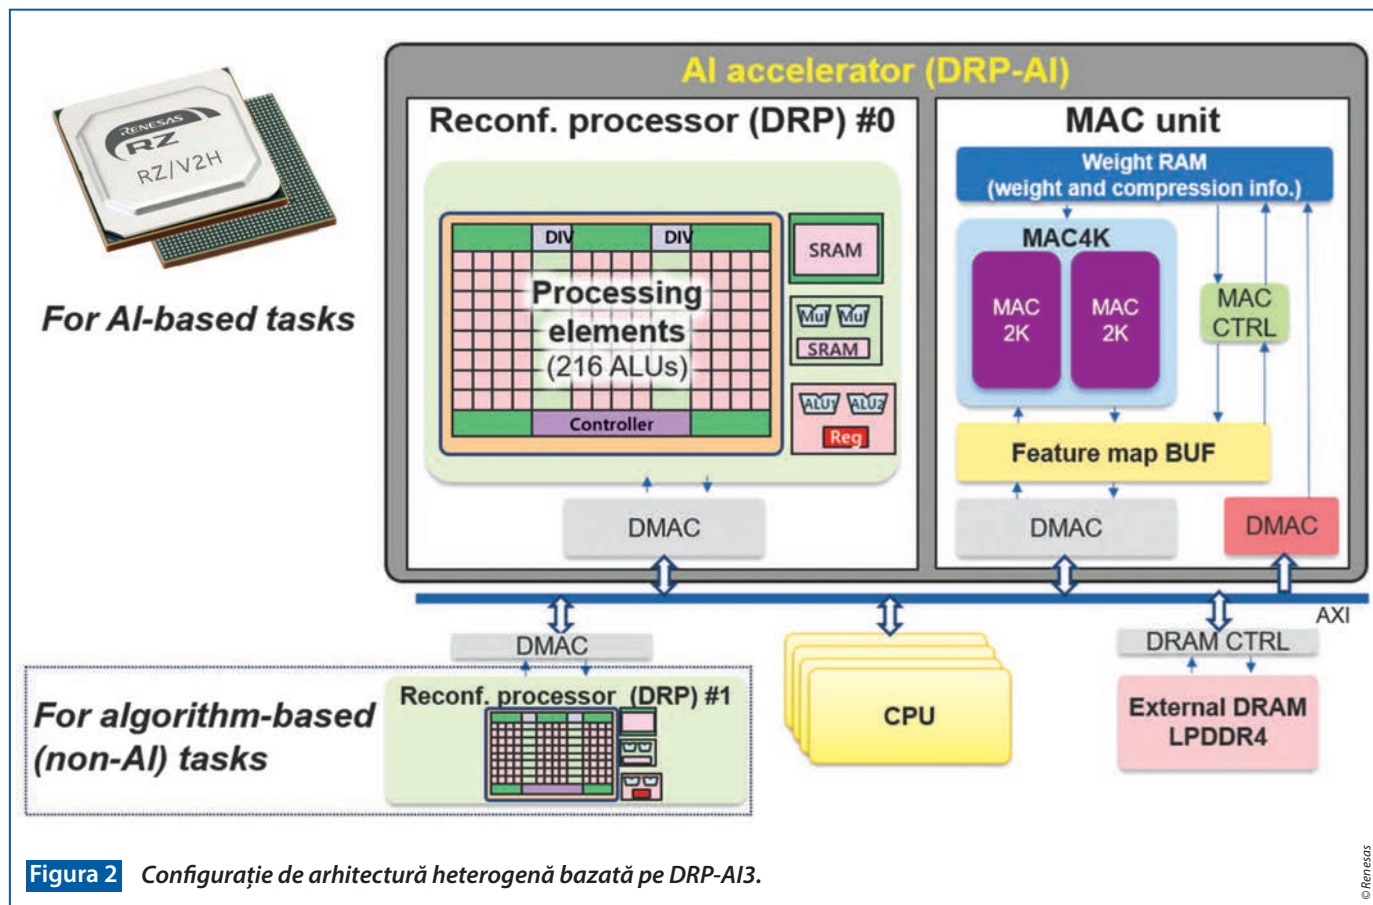 AI accelerator (DRP-AI)
RENESAS
RZ
RZ/V2H
For AI-based tasks
Reconf. processor (DRP) #0
DIV
DIV
Processing
elements
(216 ALUs)
Controller
SRAM
Mul
Mul
SRAM
ALU1
ALU2
Reg
DMAC
MAC unit
Weight RAM
(weight and compression info.)
MAC4K
MAC
2K
MAC
2K
MAC
CTRL
Feature map BUF
DMAC
DMAC
AXI
DMAC
For algorithm-based
(non-AI) tasks
Reconf. processor (DRP) #1
CPU
DRAM CTRL
External DRAM
LPDDR4
Figura 2 Configurație de arhitectură heterogenă bazată pe DRP-AI3.
© Renesas